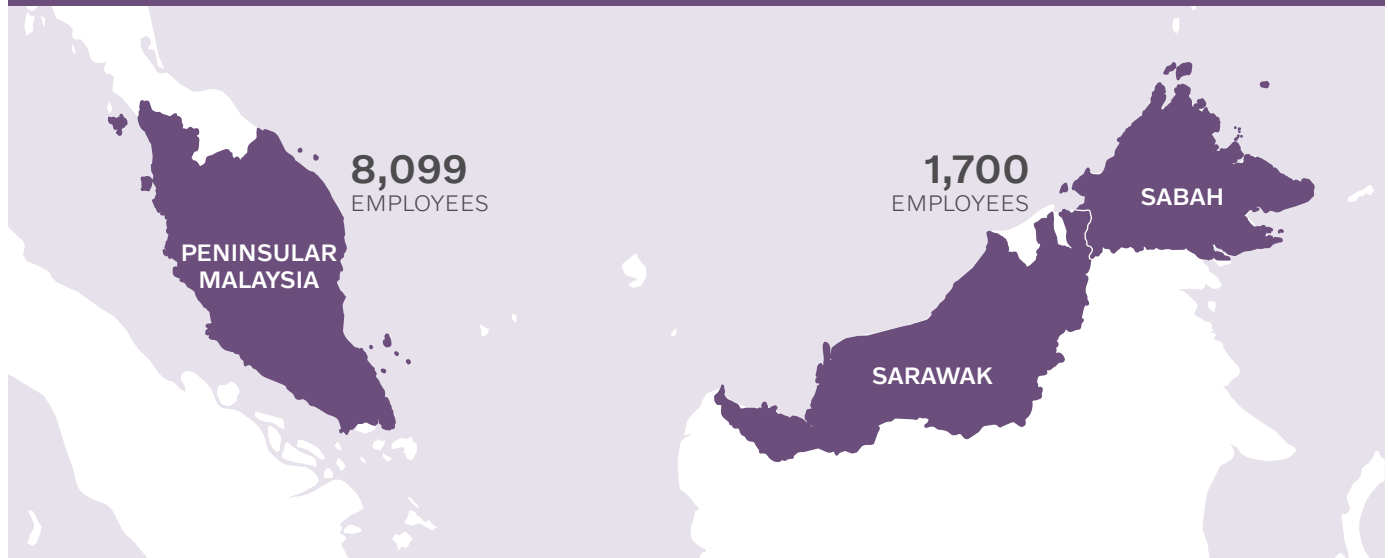 8,099
EMPLOYEES
PENINSULAR
MALAYSIA
1,700
EMPLOYEES
SABAH
SARAWAK